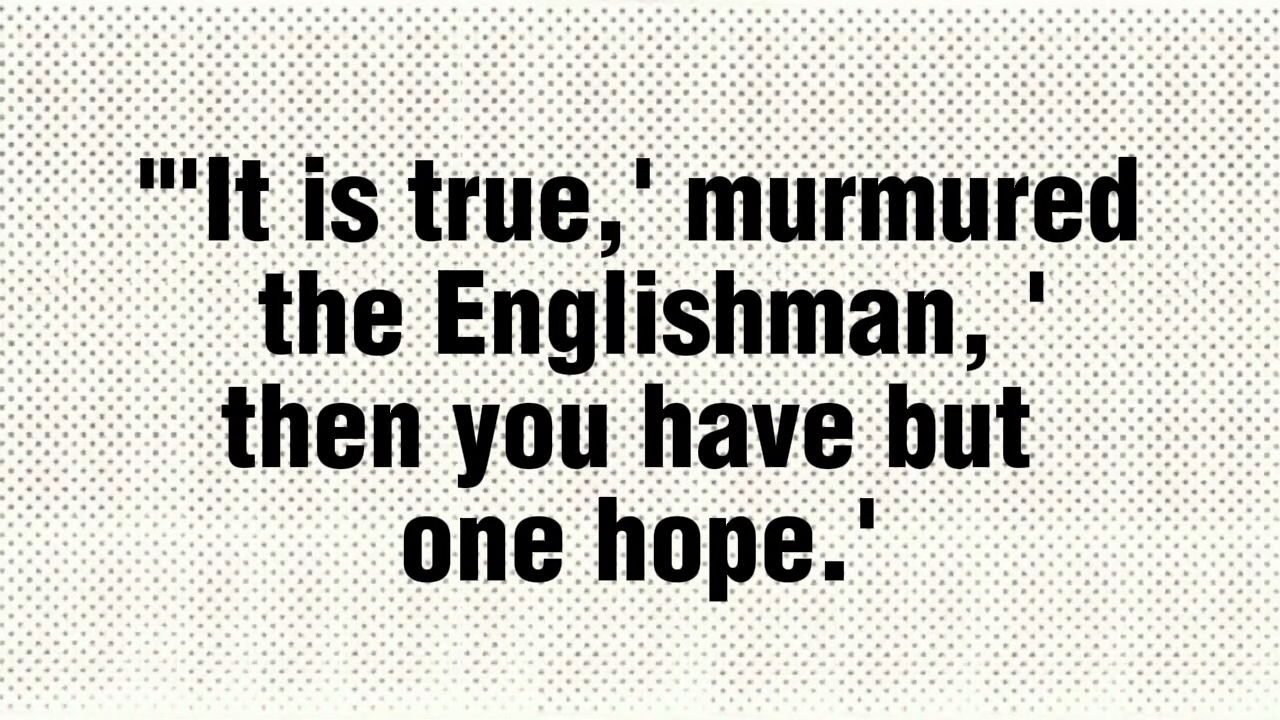 "'It is true,' murmured
the Englishman, '
then you have but
one hope.'